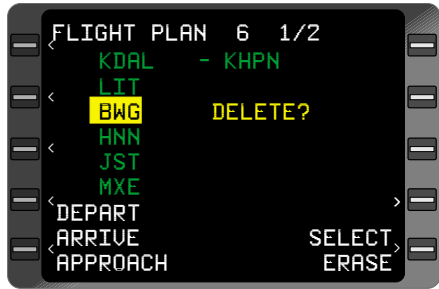 FLIGHT PLAN 6 1/2
KDAL - KHPN
LIT
BWG DELETE?
HNN
JST
MXE
DEPART
ARRIVE SELECT
APPROACH ERASE